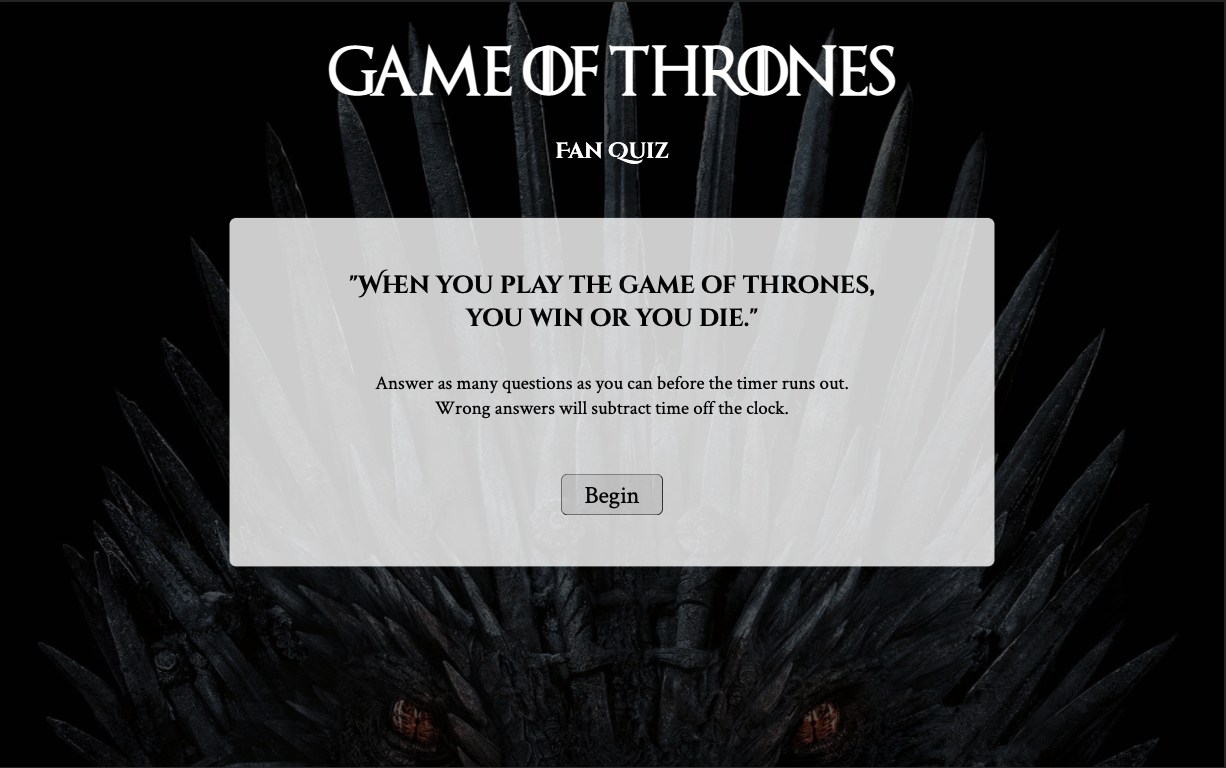 GAME OF THRONES
FAN QUIZ
"WHEN YOU PLAY THE GAME OF THRONES,
YOU WIN OR YOU DIE."
Answer as many questions as you can before the timer runs out.
Wrong answers will subtract time off the clock.
Begin